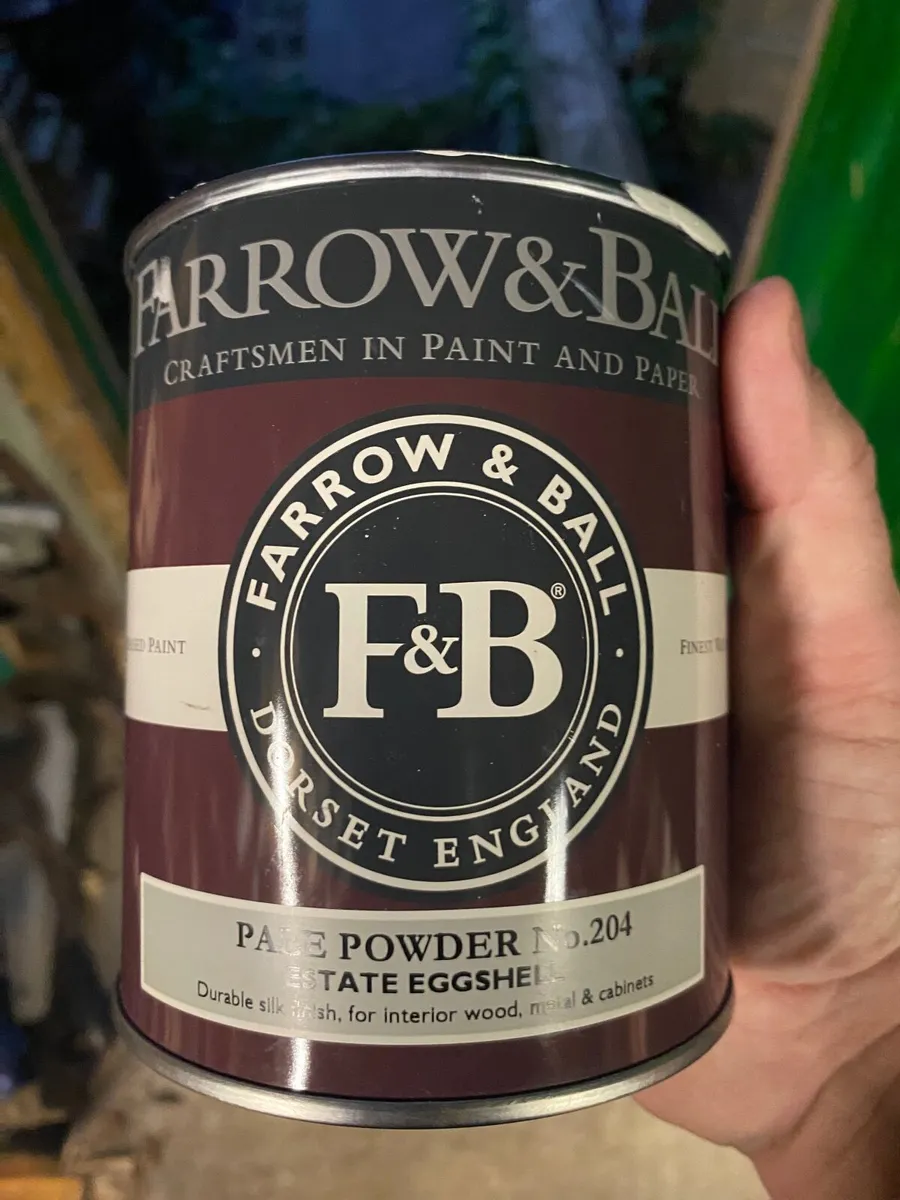 FARROW&BALL
CRAFTSMEN IN PAINT AND PAPER
FARROW & BALL
F&B®
DORSET ENGLAND
PAINT
FINEST
PALE POWDER No.204
ESTATE EGGSHELL
Durable silk finish, for interior wood, metal & cabinets